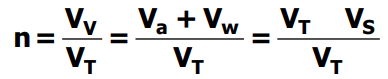 n = V_V / V_T = (V_a + V_w) / V_T = (V_T   V_S) / V_T